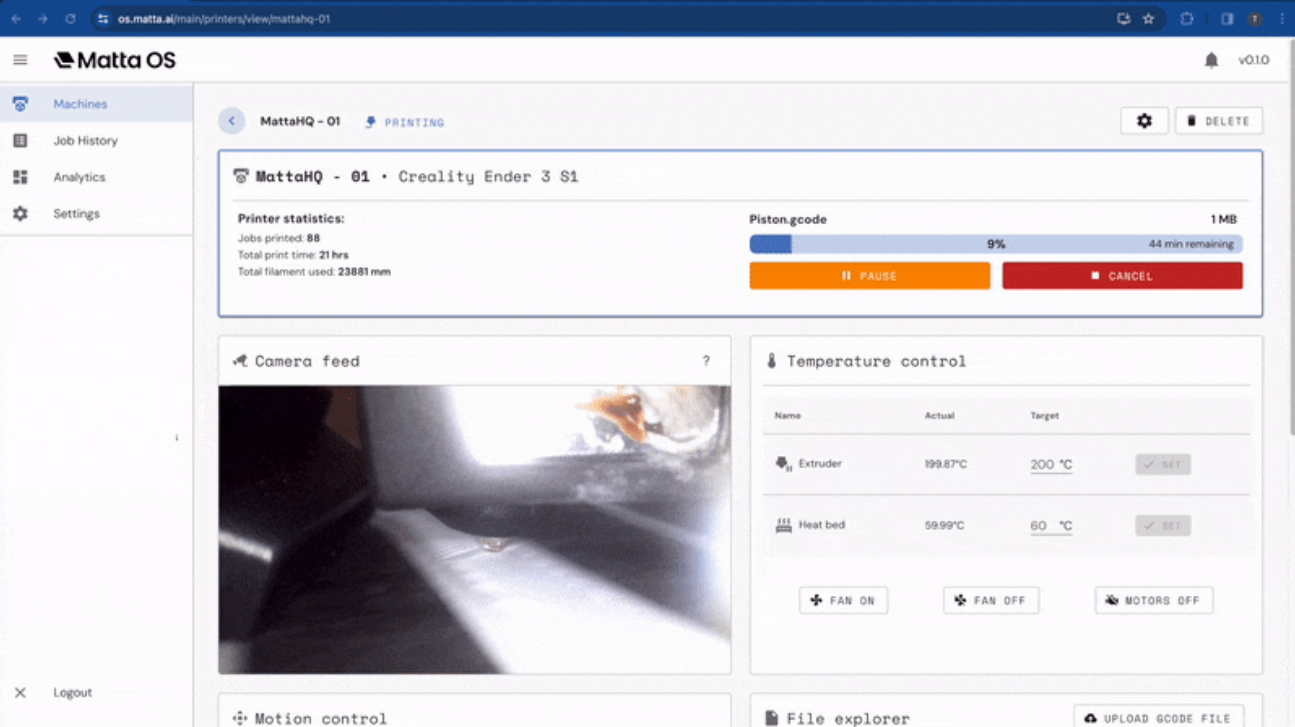 os.matta.ai/main/printers/view/mattahq-01
T
Matta OS
v0.1.0
Machines
Job History
Analytics
Settings
Logout
MattaHQ - 01
PRINTING
DELETE
MattaHQ - 01 • Creality Ender 3 S1
Printer statistics:
Jobs printed: 88
Total print time: 21 hrs
Total filament used: 23881 mm
Piston.gcode 1 MB
9% 44 min remaining
PAUSE CANCEL
Camera feed ?
Temperature control
Name Actual Target
Extruder 199.87°C 200 °C SET
Heat bed 59.99°C 60 °C SET
FAN ON FAN OFF MOTORS OFF
Motion control
File explorer UPLOAD GCODE FILE